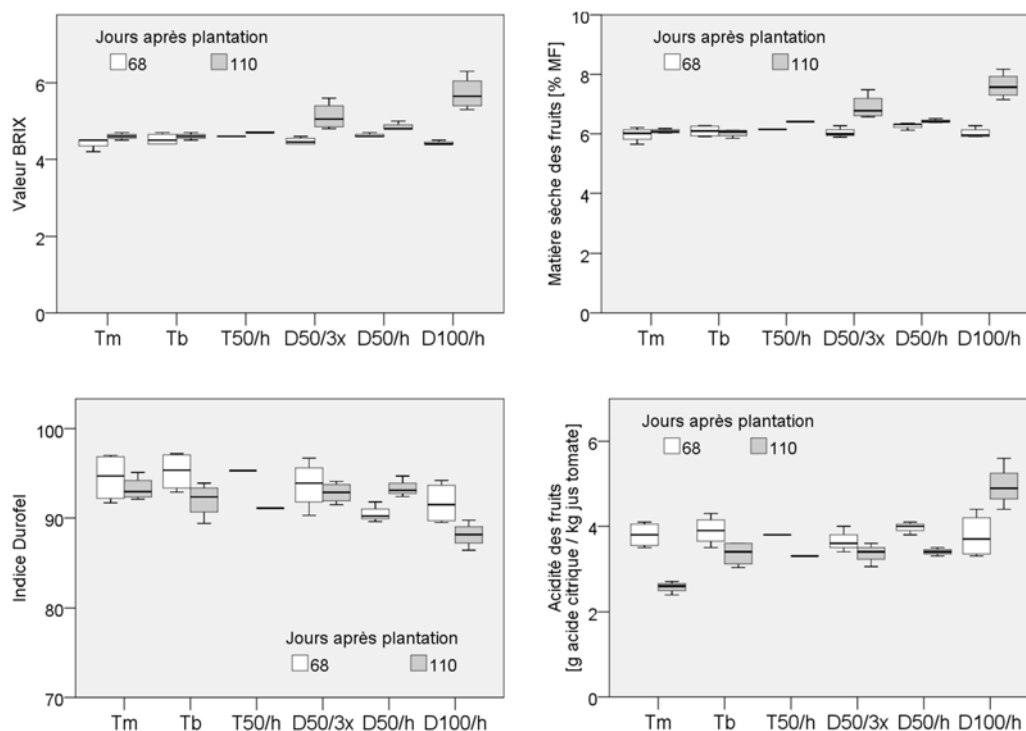 Valeur BRIX
Jours après plantation
68 110
6
4
2
0
Tm Tb T50/h D50/3x D50/h D100/h
Matière sèche des fruits [% MF]
Jours après plantation
68 110
10
8
6
4
2
0
Tm Tb T50/h D50/3x D50/h D100/h
Indice Durofel
100
90
80
70
Jours après plantation
68 110
Tm Tb T50/h D50/3x D50/h D100/h
Acidité des fruits
[g acide citrique / kg jus tomate]
Jours après plantation
68 110
6
4
2
0
Tm Tb T50/h D50/3x D50/h D100/h